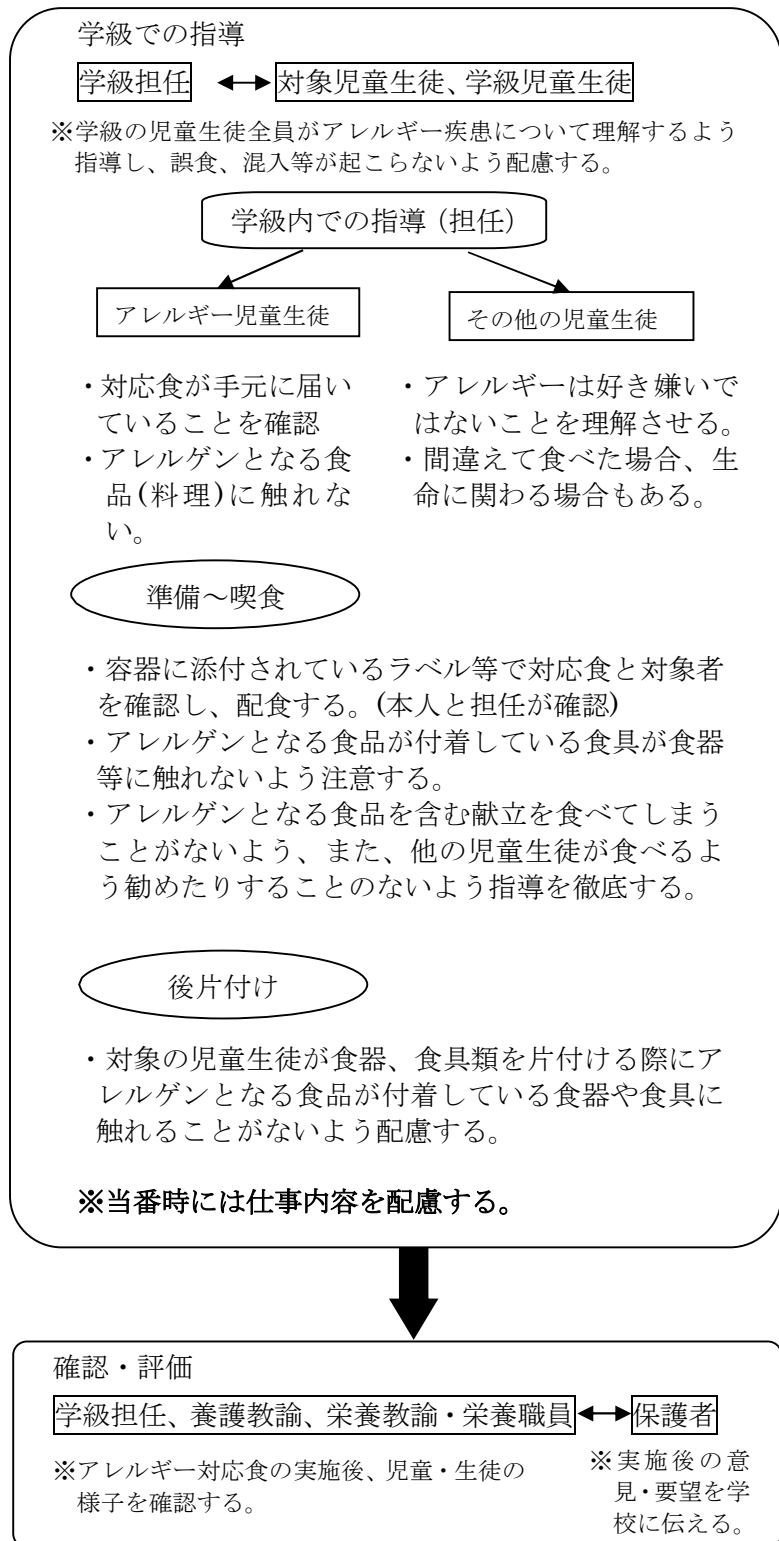 学級での指導
学級担任 ←→ 対象児童生徒、学級児童生徒
※学級の児童生徒全員がアレルギー疾患について理解するよう
指導し、誤食、混入等が起こらないよう配慮する。
学級内での指導（担任）
アレルギー児童生徒
・対応食が手元に届い
ていることを確認
・アレルゲンとなる食
品(料理)に触れな
い。
その他の児童生徒
・アレルギーは好き嫌いで
はないことを理解させる。
・間違えて食べた場合、生
命に関わる場合もある。
準備～喫食
・容器に添付されているラベル等で対応食と対象者
を確認し、配食する。(本人と担任が確認)
・アレルゲンとなる食品が付着している食具が食器
等に触れないよう注意する。
・アレルゲンとなる食品を含む献立を食べてしまう
ことがないよう、また、他の児童生徒が食べるよ
う勧めたりすることのないよう指導を徹底する。
後片付け
・対象の児童生徒が食器、食具類を片付ける際にア
レルゲンとなる食品が付着している食器や食具に
触れることがないよう配慮する。
※当番時には仕事内容を配慮する。
確認・評価
学級担任、養護教諭、栄養教諭・栄養職員 ←→ 保護者
※アレルギー対応食の実施後、児童・生徒の
様子を確認する。
※実施後の意
見・要望を学
校に伝える。